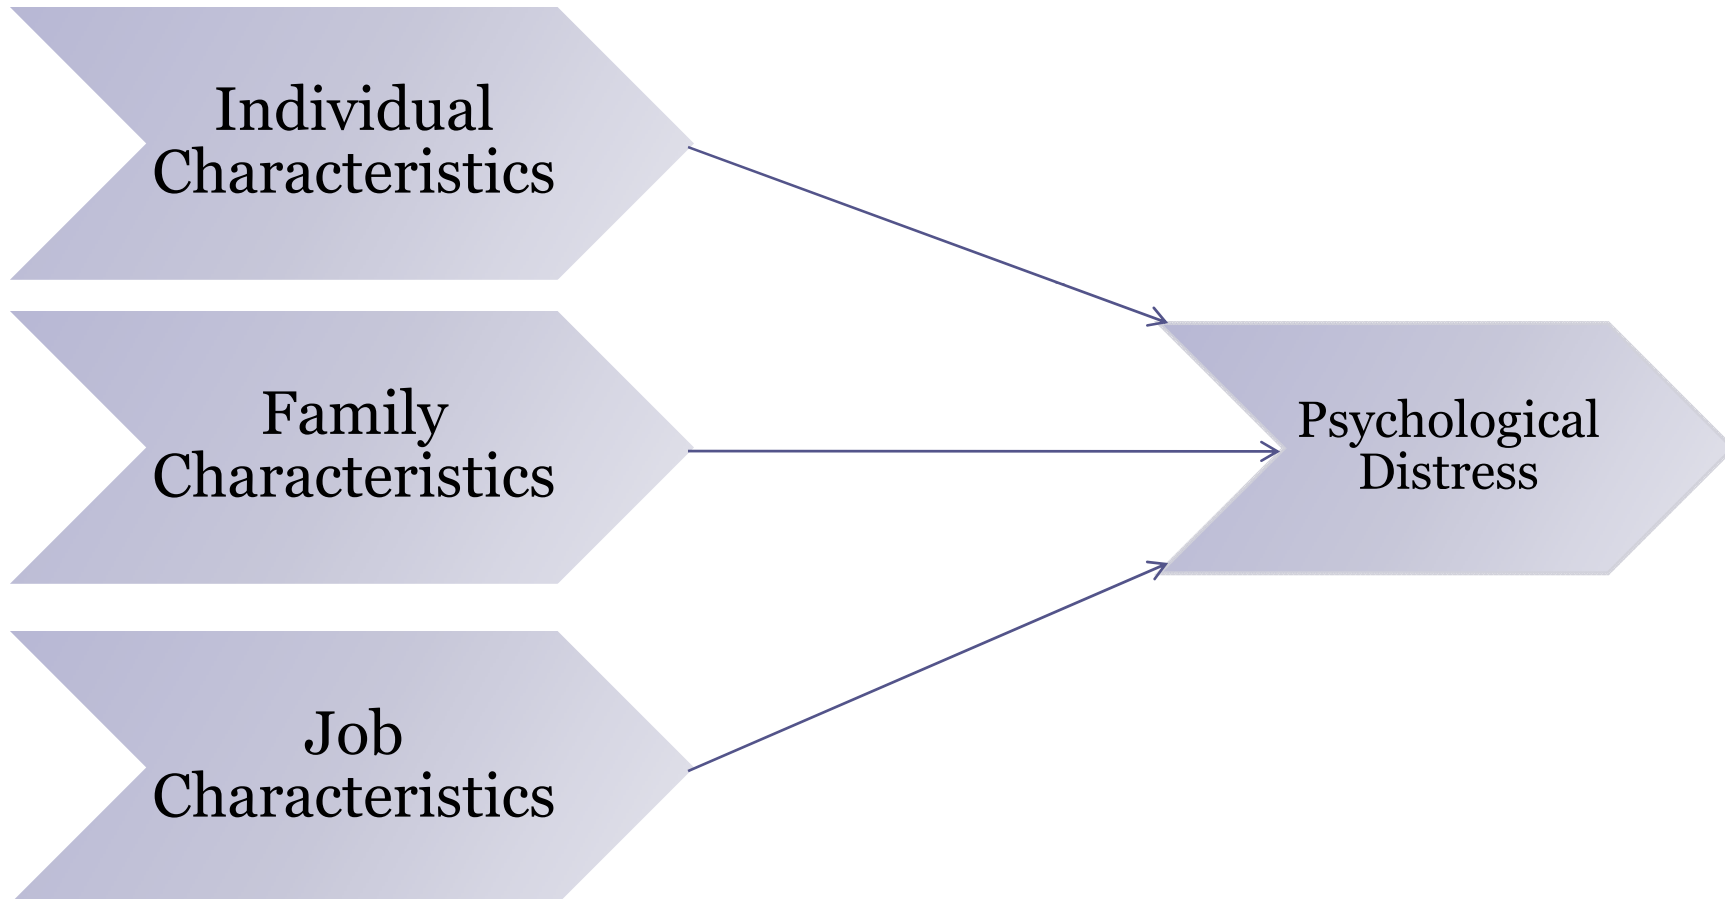 Individual
Characteristics
Family
Characteristics
Job
Characteristics
Psychological
Distress